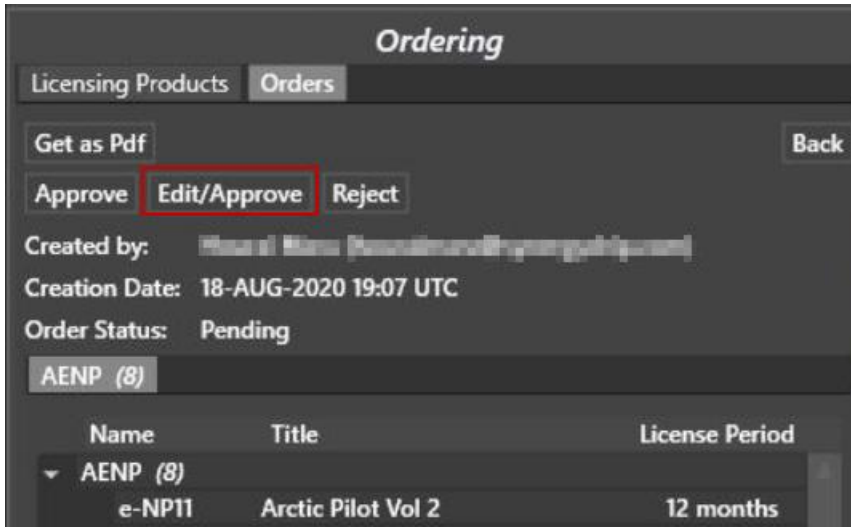 Ordering
Licensing Products Orders
Get as Pdf Back
Approve Edit/Approve Reject
Created by:
Creation Date: 18-AUG-2020 19:07 UTC
Order Status: Pending
AENP (8)
Name Title License Period
AENP (8)
e-NP11 Arctic Pilot Vol 2 12 months